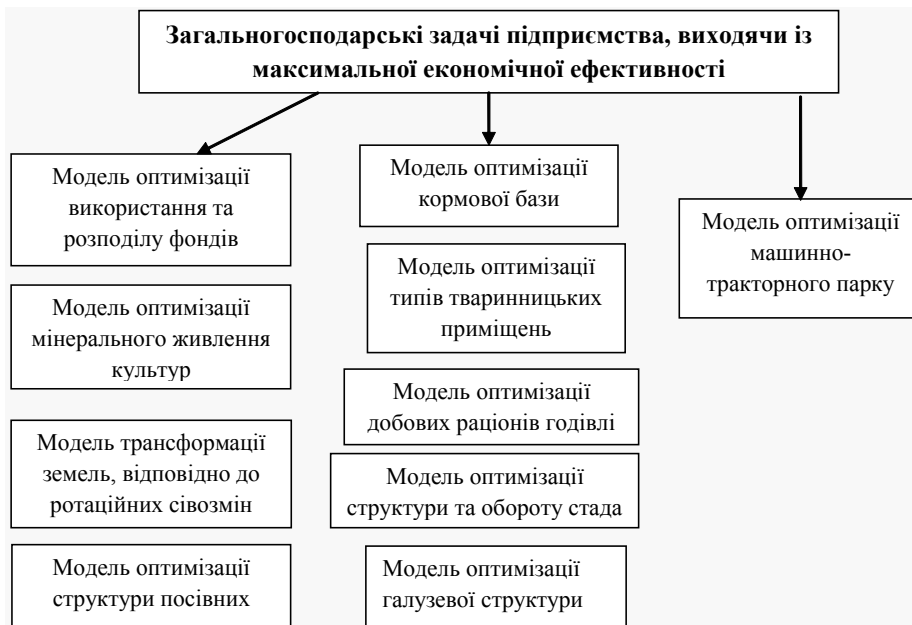 Загальногосподарські задачі підприємства, виходячи із
максимальної економічної ефективності
Модель оптимізації
використання та
розподілу фондів
Модель оптимізації
мінерального живлення
культур
Модель трансформації
земель, відповідно до
ротаційних сівозмін
Модель оптимізації
структури посівних
Модель оптимізації
кормової бази
Модель оптимізації
типів тваринницьких
приміщень
Модель оптимізації
добових раціонів годівлі
Модель оптимізації
структури та обороту стада
Модель оптимізації
галузевої структури
Модель оптимізації
машинно-
тракторного парку